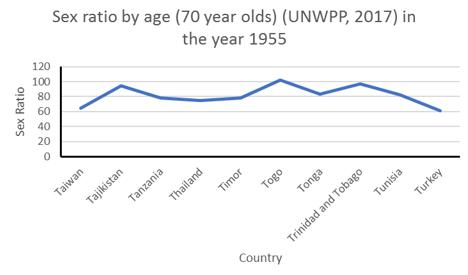 Sex ratio by age (70 year olds) (UNWPP, 2017) in
the year 1955
Sex Ratio
120
100
80
60
40
20
0
Taiwan
Tajikistan
Tanzania
Thailand
Timor
Togo
Tonga
Trinidad and Tobago
Tunisia
Turkey
Country